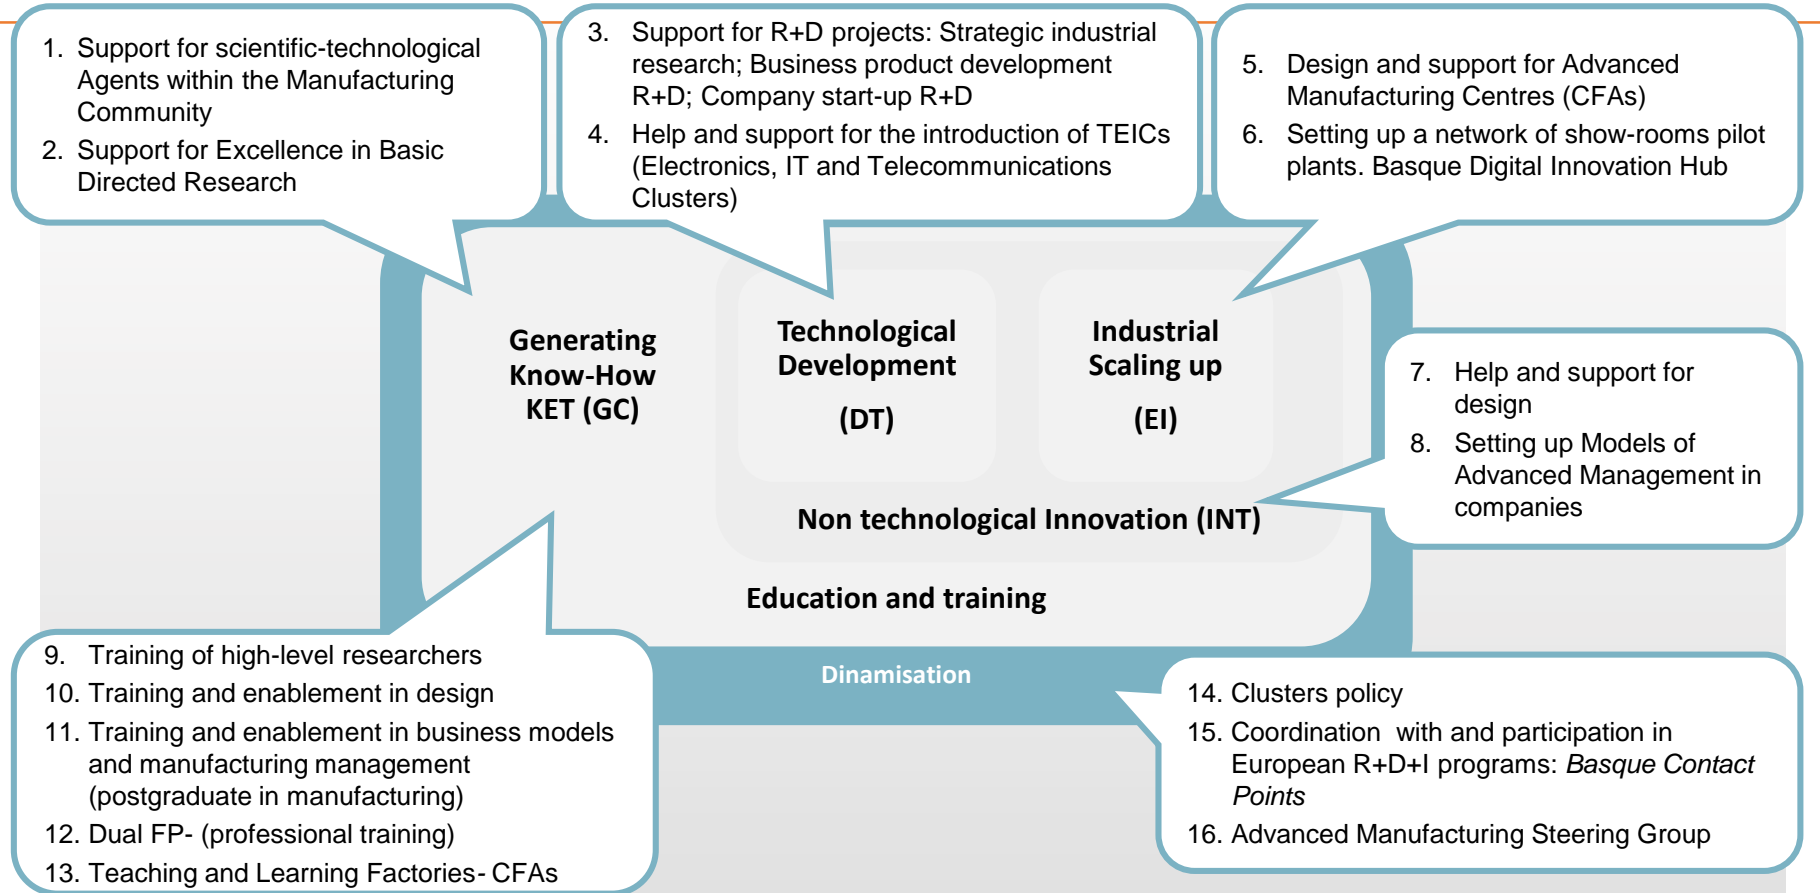 1. Support for scientific-technological
Agents within the Manufacturing
Community
2. Support for Excellence in Basic
Directed Research
3. Support for R+D projects: Strategic industrial
research; Business product development
R+D; Company start-up R+D
4. Help and support for the introduction of TEICs
(Electronics, IT and Telecommunications
Clusters)
5. Design and support for Advanced
Manufacturing Centres (CFAs)
6. Setting up a network of show-rooms pilot
plants. Basque Digital Innovation Hub
Generating
Know-How
KET (GC)
Technological
Development
(DT)
Industrial
Scaling up
(EI)
7. Help and support for
design
8. Setting up Models of
Advanced Management in
companies
Non technological Innovation (INT)
Education and training
Dinamisation
9. Training of high-level researchers
10. Training and enablement in design
11. Training and enablement in business models
and manufacturing management
(postgraduate in manufacturing)
12. Dual FP- (professional training)
13. Teaching and Learning Factories- CFAs
14. Clusters policy
15. Coordination with and participation in
European R+D+I programs: Basque Contact
Points
16. Advanced Manufacturing Steering Group